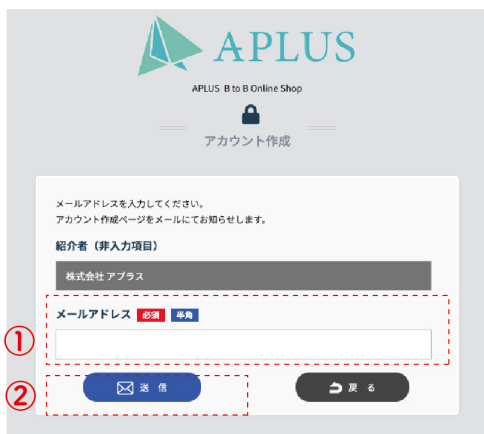 APLUS
APLUS B to B Online Shop
アカウント作成
メールアドレスを入力してください。
アカウント作成ページをメールにてお知らせします。
紹介者（非入力項目）
株式会社アプラス
メールアドレス 必須 半角
①
② 送 信 戻 る